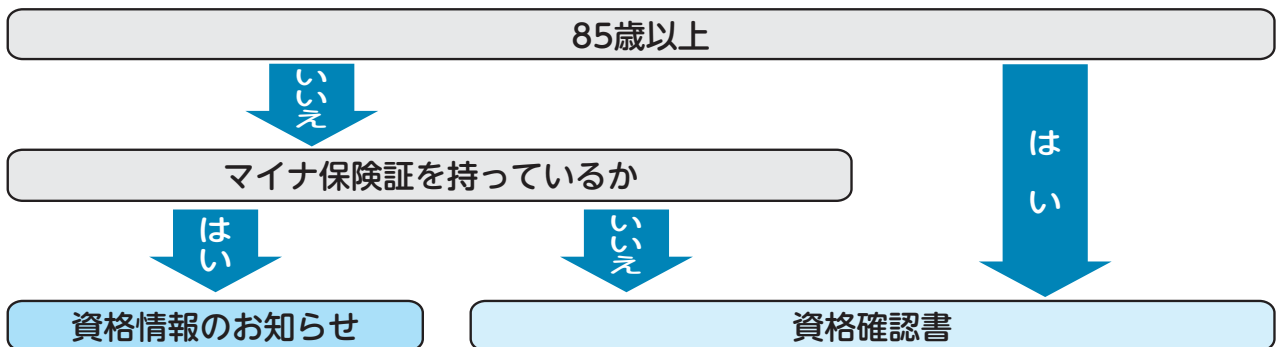 85歳以上
いいえ
はい
マイナ保険証を持っているか
はい
いいえ
資格情報のお知らせ
資格確認書